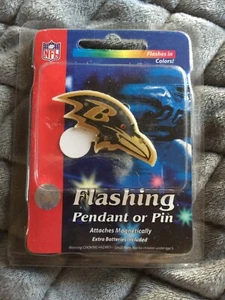 NFL
Flashes in
Colors!
B
Flashing
Pendant or Pin
Attaches Magnetically
Extra Batteries Included